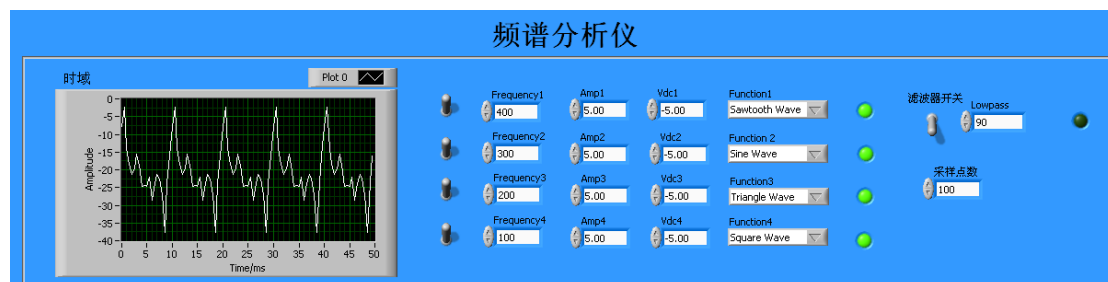 频谱分析仪
时域
Plot 0
Amplitude
0
-5
-10
-15
-20
-25
-30
-35
-40
0 5 10 15 20 25 30 35 40 45 50
Time/ms
Frequency1 Amp1 Vdc1 Function1
400 5.00 -5.00 Sawtooth Wave
Frequency2 Amp2 Vdc2 Function 2
300 5.00 -5.00 Sine Wave
Frequency3 Amp3 Vdc3 Function3
200 5.00 -5.00 Triangle Wave
Frequency4 Amp4 Vdc4 Function4
100 5.00 -5.00 Square Wave
滤波器开关 Lowpass
90
采样点数
100